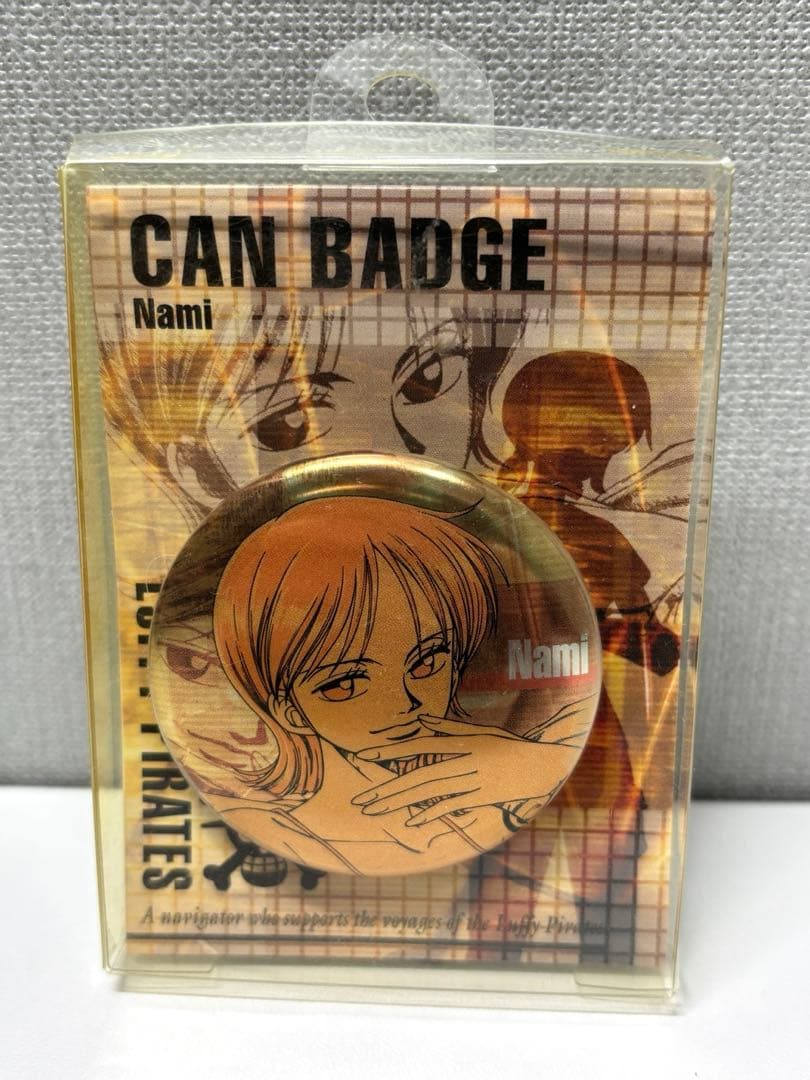 CAN BADGE
Nami
Nami
PIRATES
A navigator who supports the voyages of the Luffy Pirates